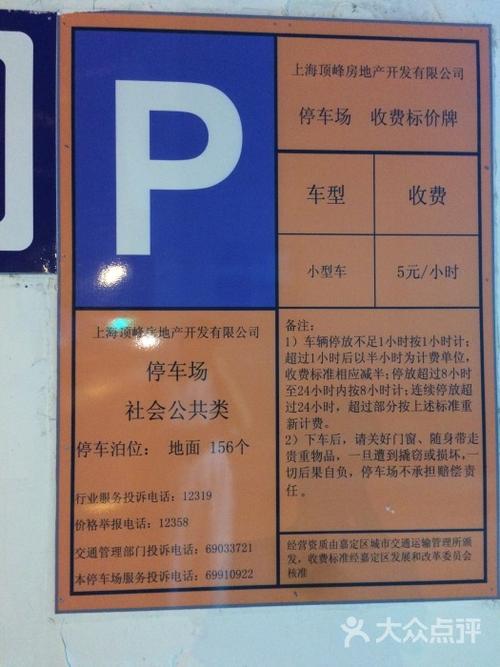 P
上海顶峰房地产开发有限公司
停车场 收费标价牌
车型 收费
小型车 5元/小时
上海顶峰房地产开发有限公司
停车场
社会公共类
停车泊位： 地面 156个
行业服务投诉电话：12319
价格举报电话：12358
交通管理部门投诉电话：69033721
本停车场服务投诉电话：69910922
备注：
1）车辆停放不足1小时按1小时计；
超过1小时后以半小时为计费单位，
收费标准相应减半；停放超过8小时
至24小时内按8小时计；连续停放超
过24小时，超过部分按上述标准重
新计费。
2）下车后，请关好门窗、随身带走
贵重物品，一旦遭到撬窃或损坏，一
切后果自负，停车场不承担赔偿责
任。
经营资质由嘉定区城市交通运输管理所颁
发，收费标准经嘉定区发展和改革委员会
核准
大众点评